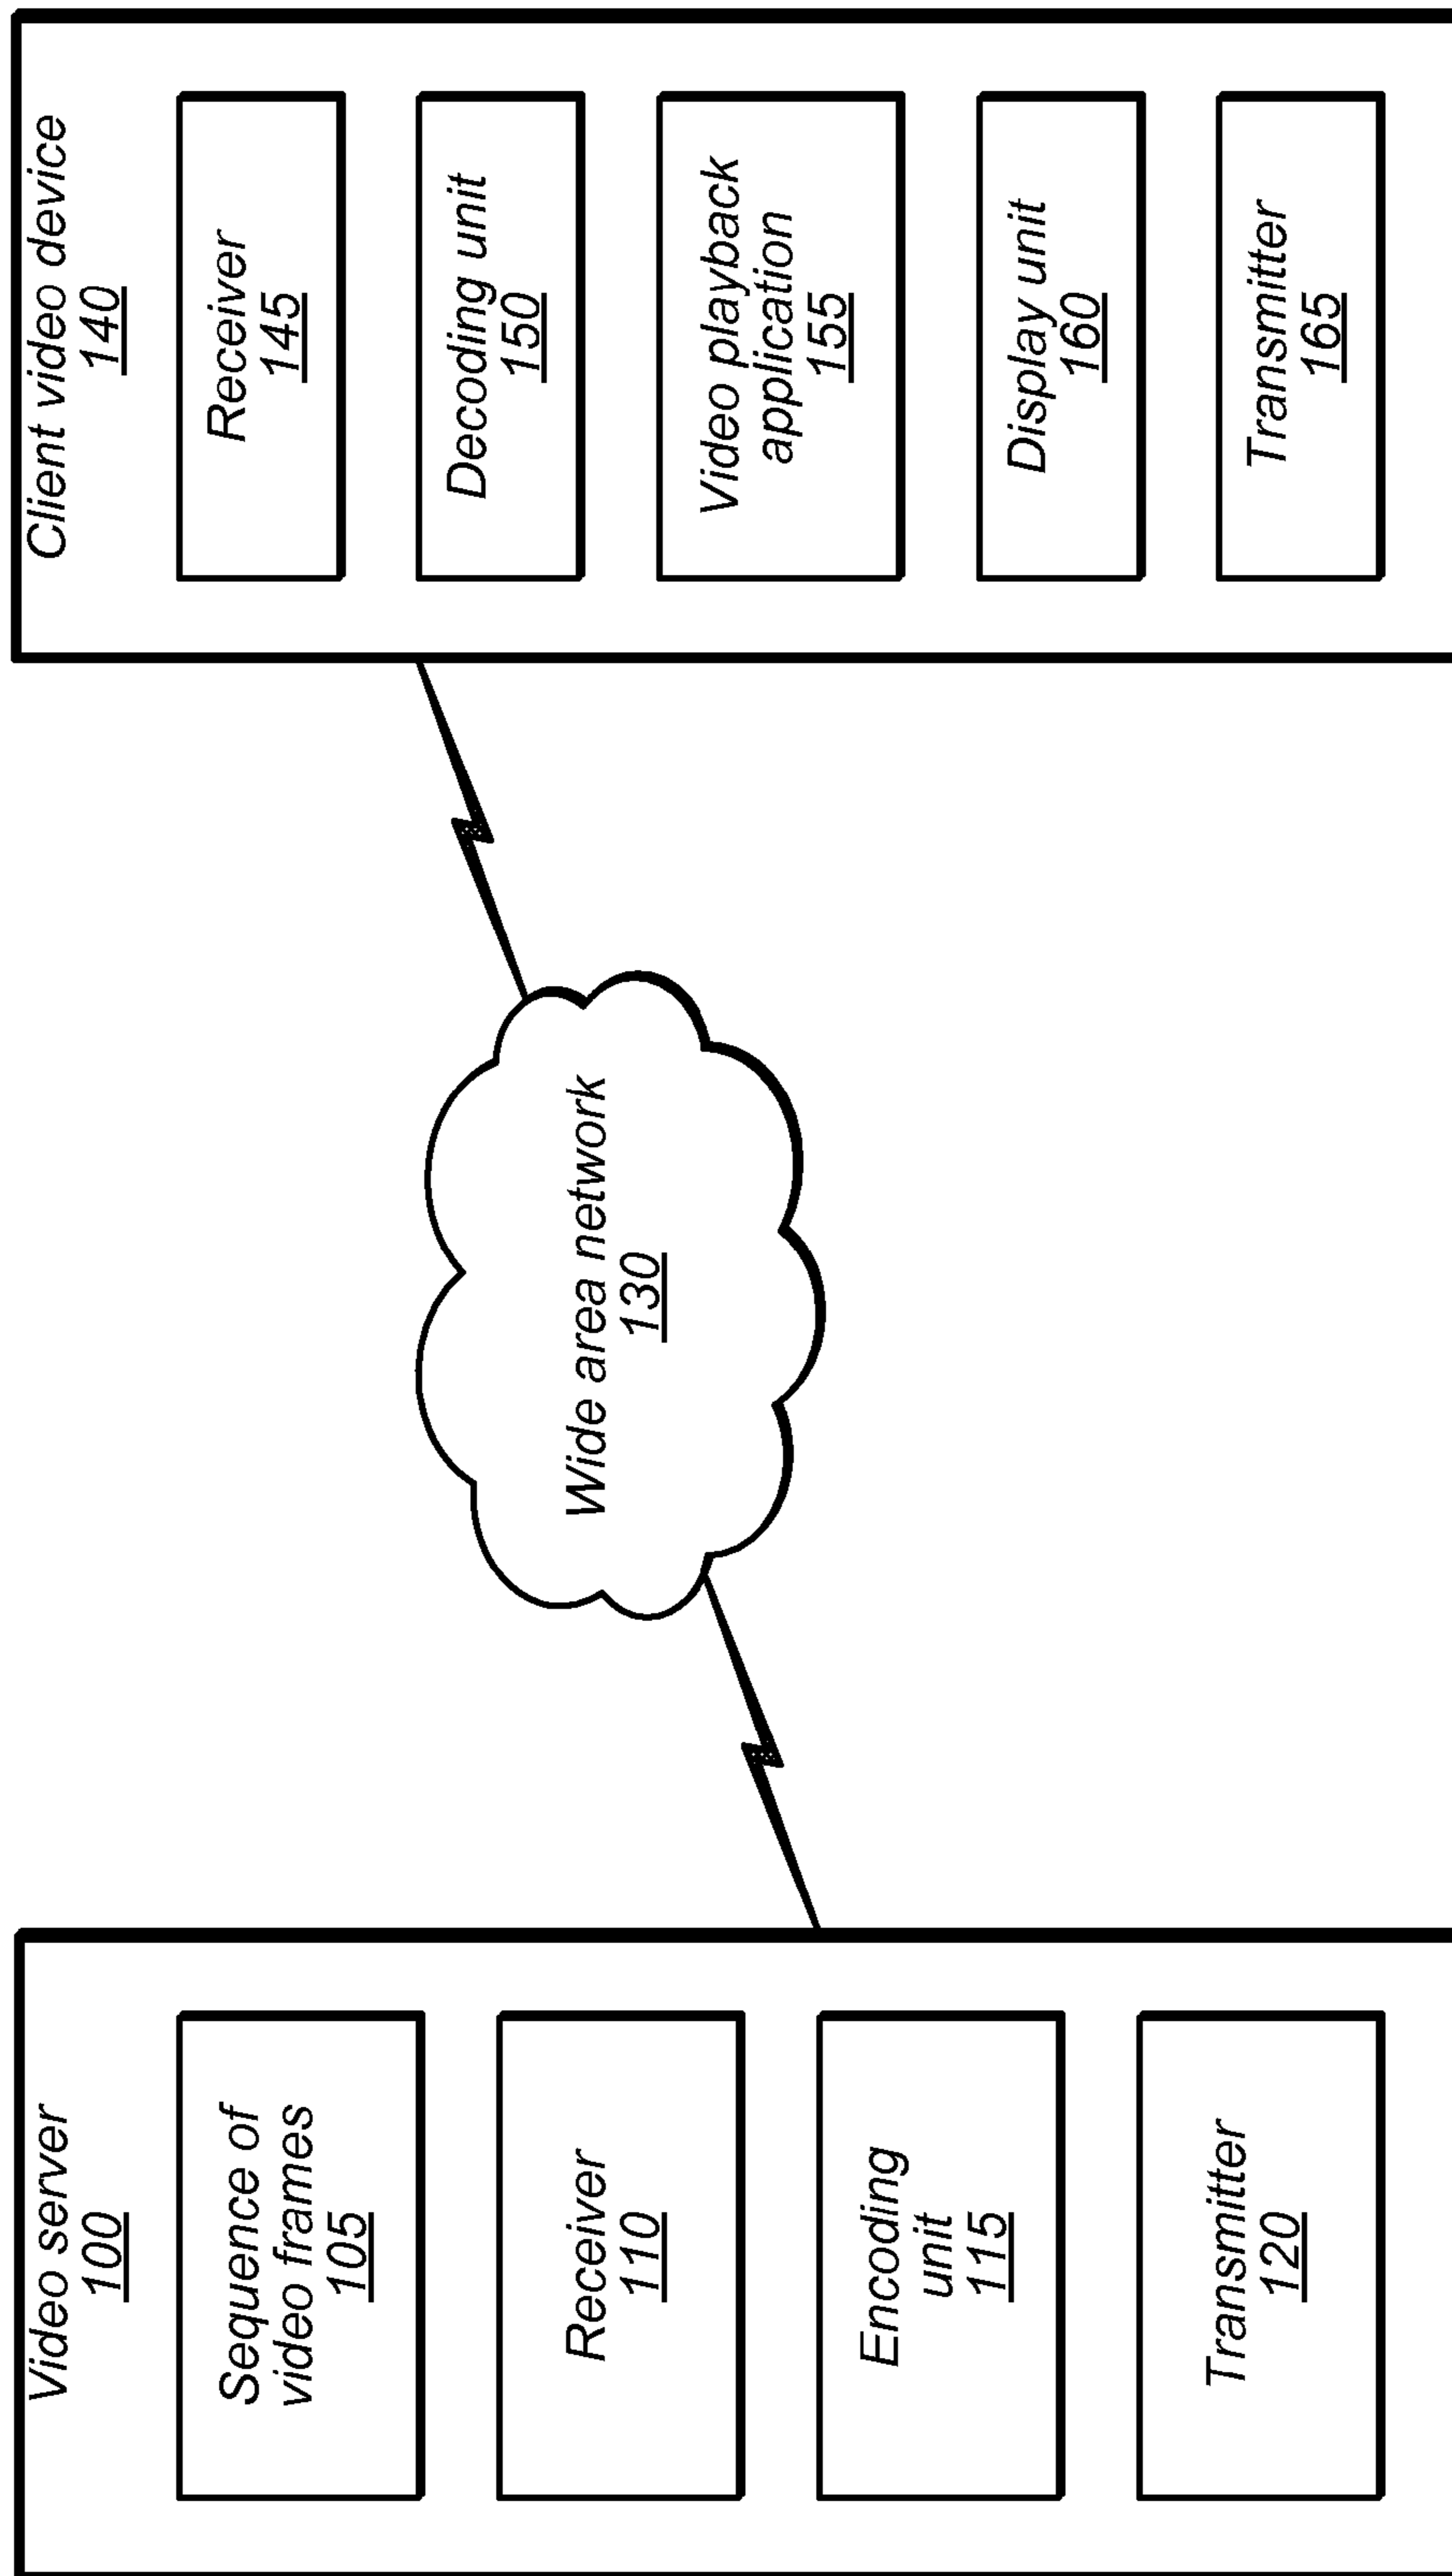 Video server
100
Sequence of
video frames
105
Receiver
110
Encoding
unit
115
Transmitter
120
Wide area network
130
Client video device
140
Receiver
145
Decoding unit
150
Video playback
application
155
Display unit
160
Transmitter
165